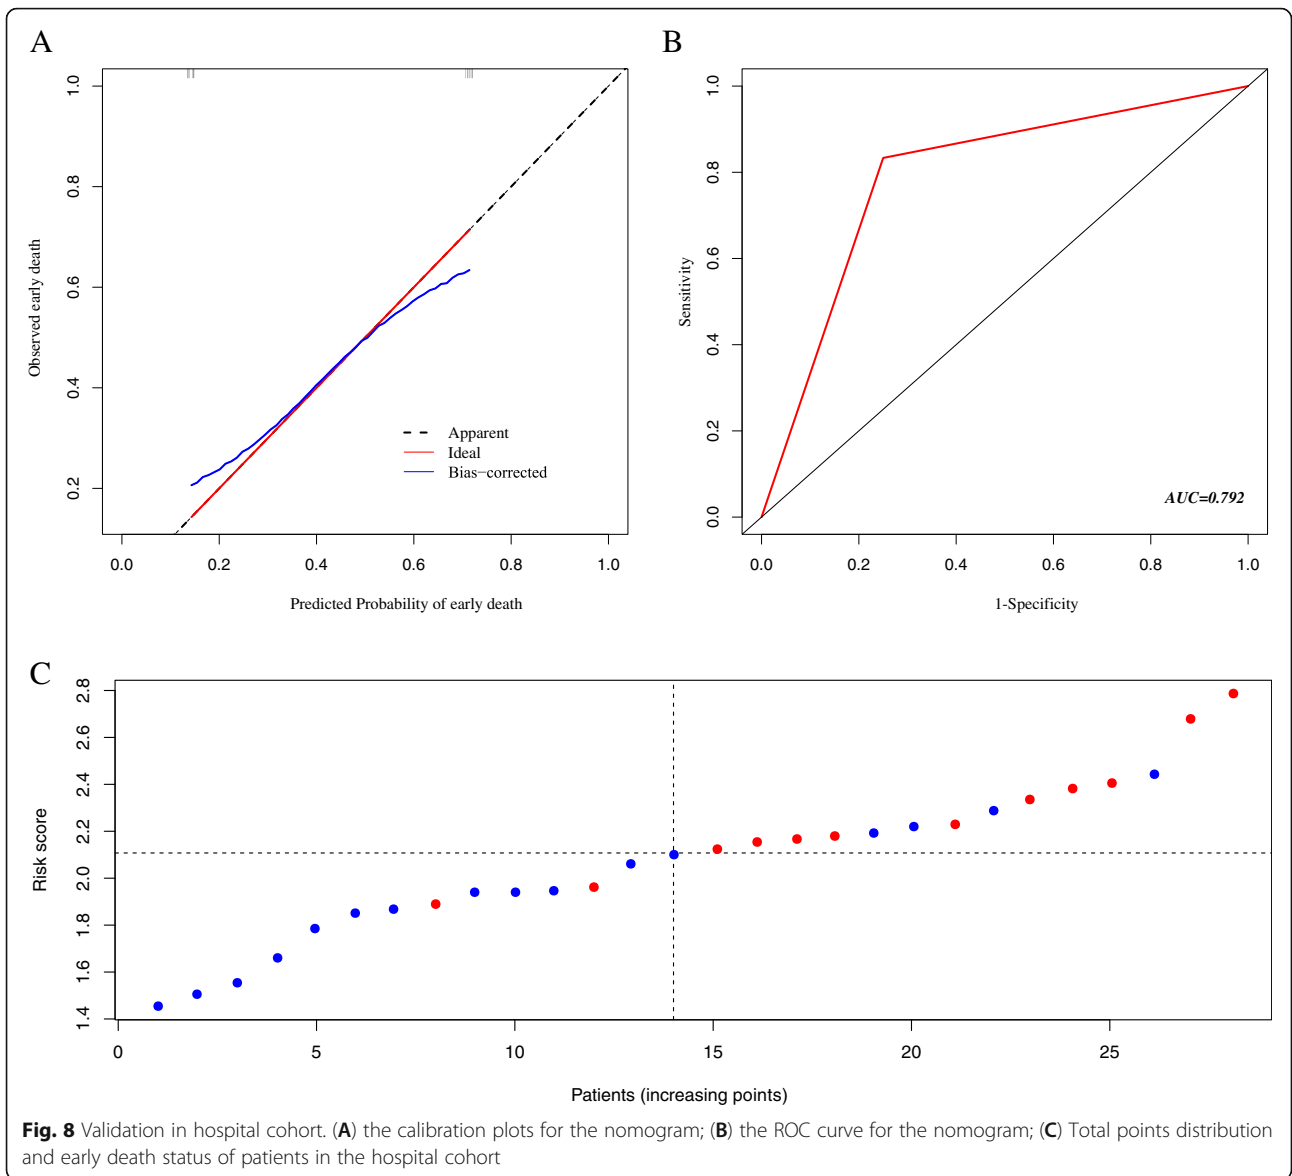 A
B
1.0
0.8
0.6
0.4
0.2
Observed early death
Apparent
Ideal
Bias−corrected
0.0 0.2 0.4 0.6 0.8 1.0
Predicted Probability of early death
1.0
0.8
0.6
0.4
0.2
0.0
Sensitivity
AUC=0.792
0.0 0.2 0.4 0.6 0.8 1.0
1-Specificity
C
2.8
2.6
2.4
2.2
2.0
1.8
1.6
1.4
Risk score
0 5 10 15 20 25
Patients (increasing points)
Fig. 8 Validation in hospital cohort. (A) the calibration plots for the nomogram; (B) the ROC curve for the nomogram; (C) Total points distribution
and early death status of patients in the hospital cohort